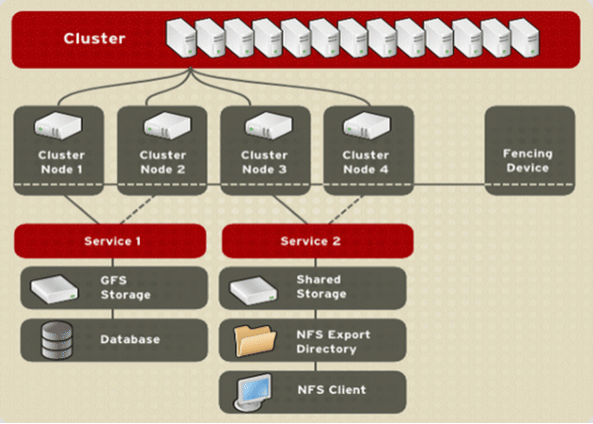 Cluster
Cluster
Node 1
Cluster
Node 2
Cluster
Node 3
Cluster
Node 4
Fencing
Device
Service 1
Service 2
GFS
Storage
Shared
Storage
Database
NFS Export
Directory
NFS Client